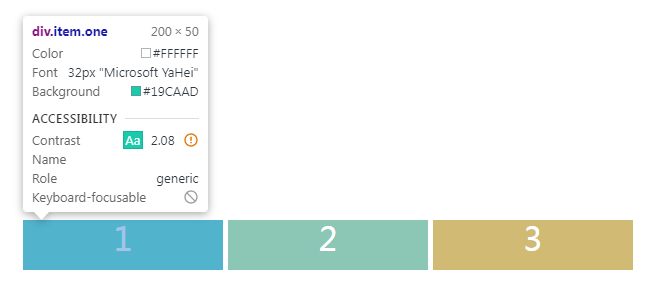 div.item.one 200 × 50
Color #FFFFFF
Font 32px "Microsoft YaHei"
Background #19CAAD
ACCESSIBILITY
Contrast Aa 2.08
Name
Role generic
Keyboard-focusable
1 2 3